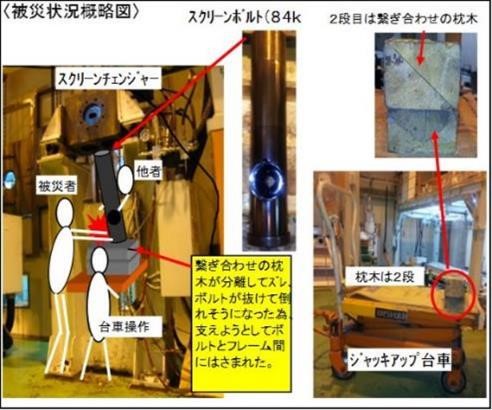 〈被災状況概略図〉
スクリーンボルト(84k
2段目は繋ぎ合わせの枕木
スクリーンチェンジャー
被災者
他者
台車操作
繋ぎ合わせの枕
木が分離してズレ、
ボルトが抜けて倒
れそうになった為、
支えようとしてボ
ルトとフレーム間
にはさまれた。
枕木は2段
ジャッキアップ台車